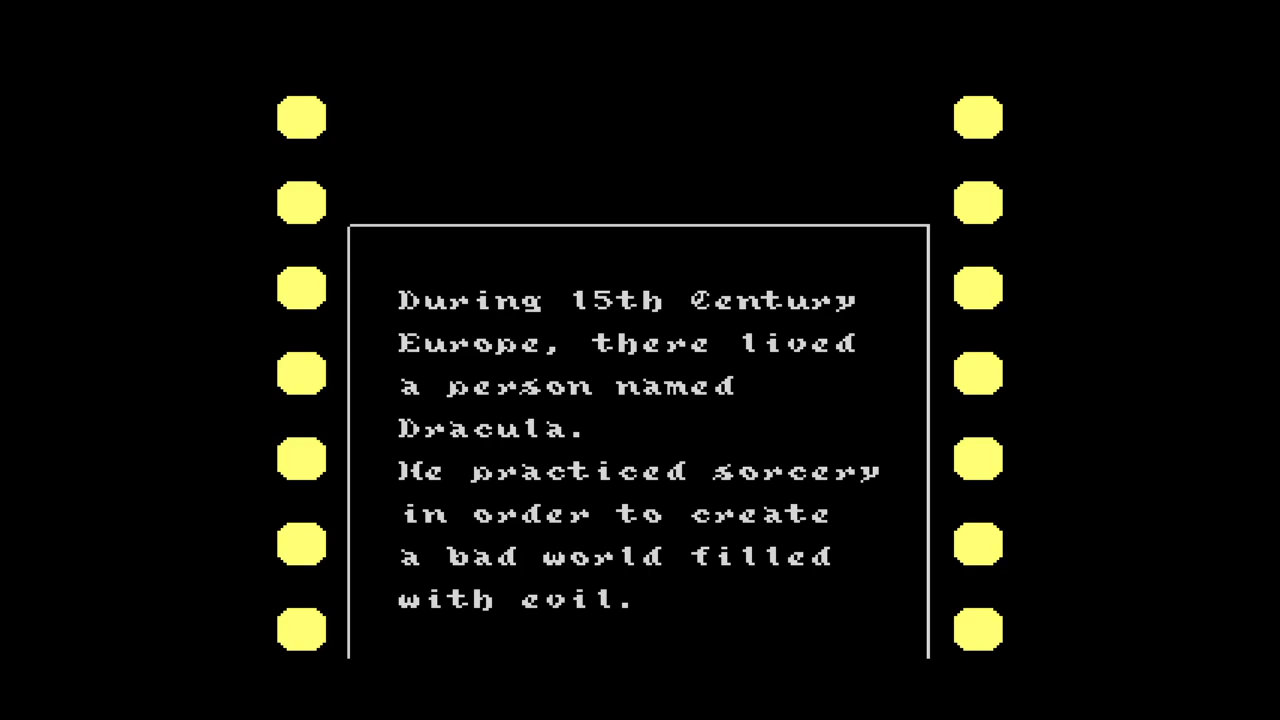 During 15th Century
Europe, there lived
a person named
Dracula.
He practiced sorcery
in order to create
a bad world filled
with evil.